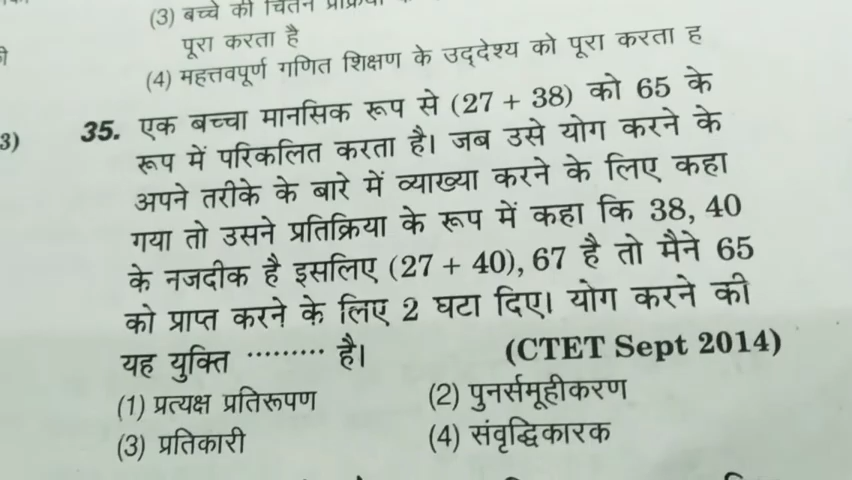 (3) बच्चे की चिंतन
पूरा करता है
(4) महत्तवपूर्ण गणित शिक्षण के उद्देश्य को पूरा करता ह
3)
35. एक बच्चा मानसिक रूप से (27 + 38) को 65 के
रूप में परिकलित करता है। जब उसे योग करने के
अपने तरीके के बारे में व्याख्या करने के लिए कहा
गया तो उसने प्रतिक्रिया के रूप में कहा कि 38, 40
के नजदीक है इसलिए (27 + 40), 67 है तो मैने 65
को प्राप्त करने के लिए 2 घटा दिए। योग करने की
यह युक्ति ········· है। (CTET Sept 2014)
(1) प्रत्यक्ष प्रतिरूपण (2) पुनर्समूहीकरण
(3) प्रतिकारी (4) संवृद्धिकारक